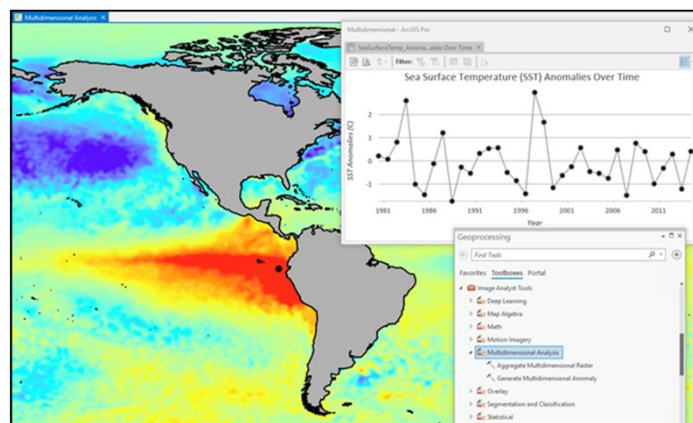 Multidimensional Analysis
Multidimensional - ArcGIS Pro
SeaSurfaceTemp_Anoma...alies Over Time
Filter:
Sea Surface Temperature (SST) Anomalies Over Time
SST Anomalies (C)
2
1
0
-1
1981
1986
1991
1996
2001
2006
2011
Year
Geoprocessing
Find Tools
Favorites Toolboxes Portal
Image Analyst Tools
Deep Learning
Map Algebra
Math
Motion Imagery
Multidimensional Analysis
Aggregate Multidimensional Raster
Generate Multidimensional Anomaly
Overlay
Segmentation and Classification
Statistical